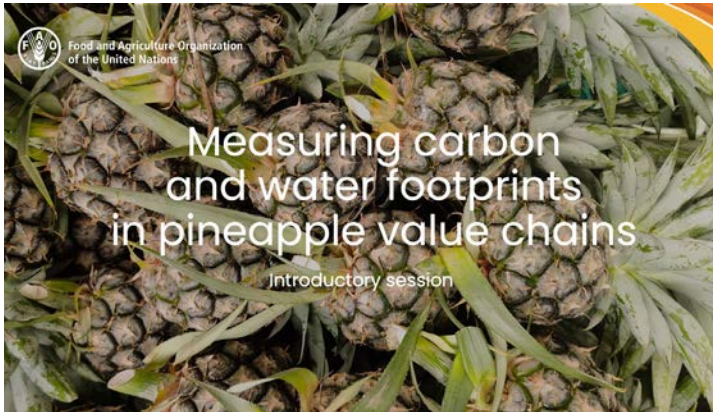 Food and Agriculture Organization
of the United Nations
Measuring carbon
and water footprints
in pineapple value chains
Introductory session